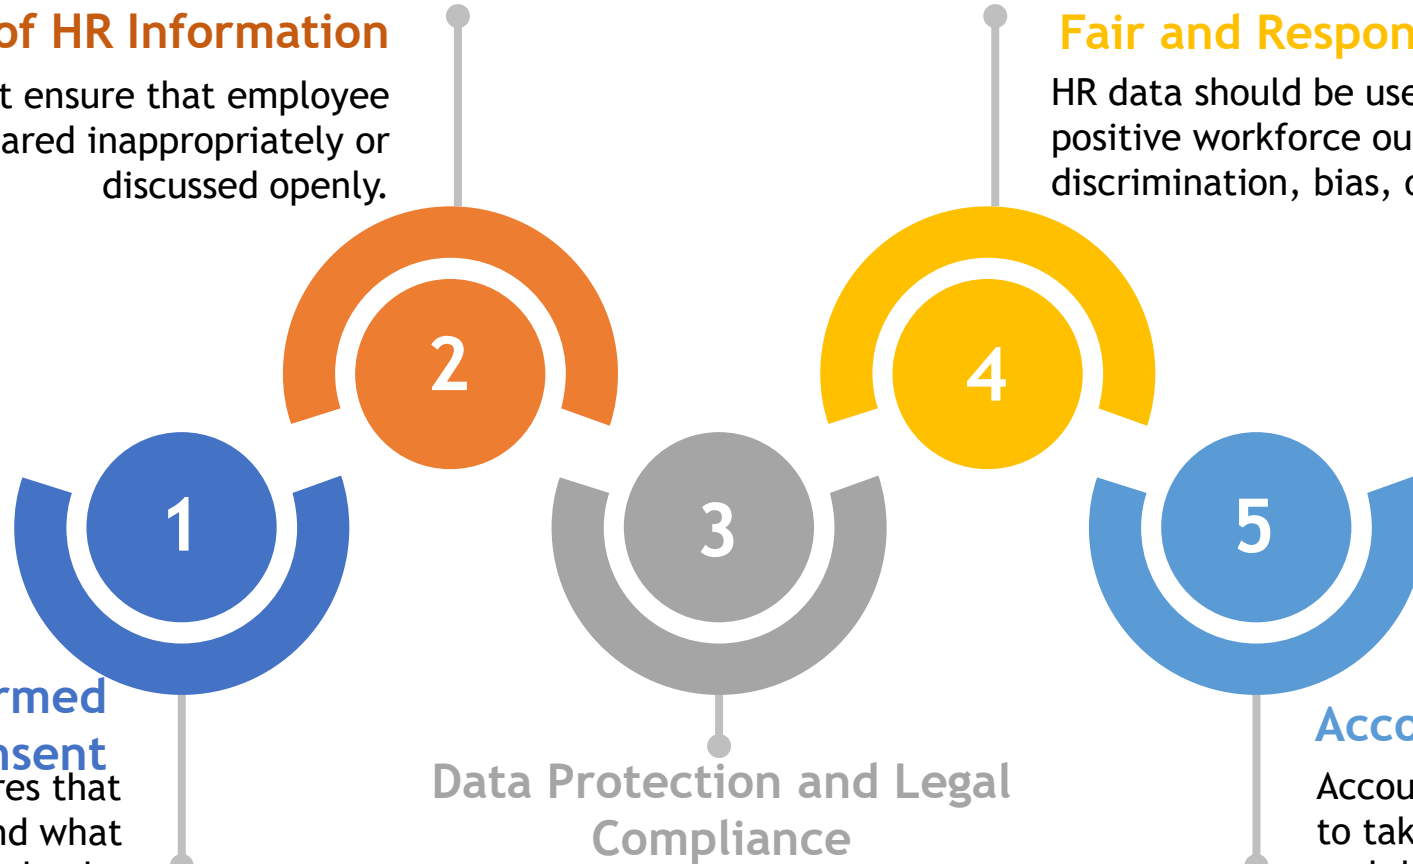 of HR Information
t ensure that employee
ared inappropriately or
discussed openly.
2
Fair and Respon
HR data should be use
positive workforce ou
discrimination, bias,
4
1
rmed
nsent
res that
nd what
3
Data Protection and Legal
Compliance
5
Acco
Accou
to tak